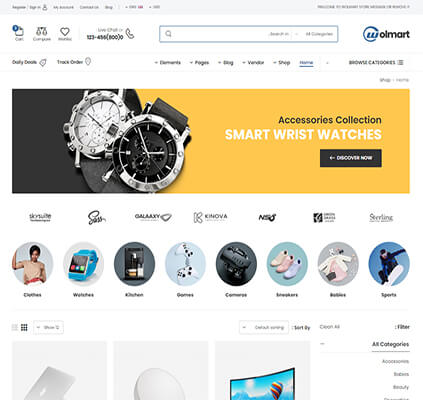 Register / Sign in
My Account
Contact Us
Blog
ENG
USD
WELCOME TO WOLMART STORE MESSAGE OR REMOVE IT
Cart
Compare
Wishlist
Live Chat or
123-456(800)0
Search in
All Categories
Wolmart
Daily Deals
Track Order
Elements
Pages
Blog
Vendor
Shop
Home
BROWSE CATEGORIES
Shop > Home
Accessories Collection
SMART WRIST WATCHES
DISCOVER NOW
skysuite
Sass
GALAAXY
KINOVA
NS
GREEN GRASS
Sterling
Clothes
Watches
Kitchen
Games
Cameras
Sneakers
Babies
Sports
Show 12
Default sorting
: Sort By
Clean All
: Filter
All Categories
Accessories
Babies
Beauty